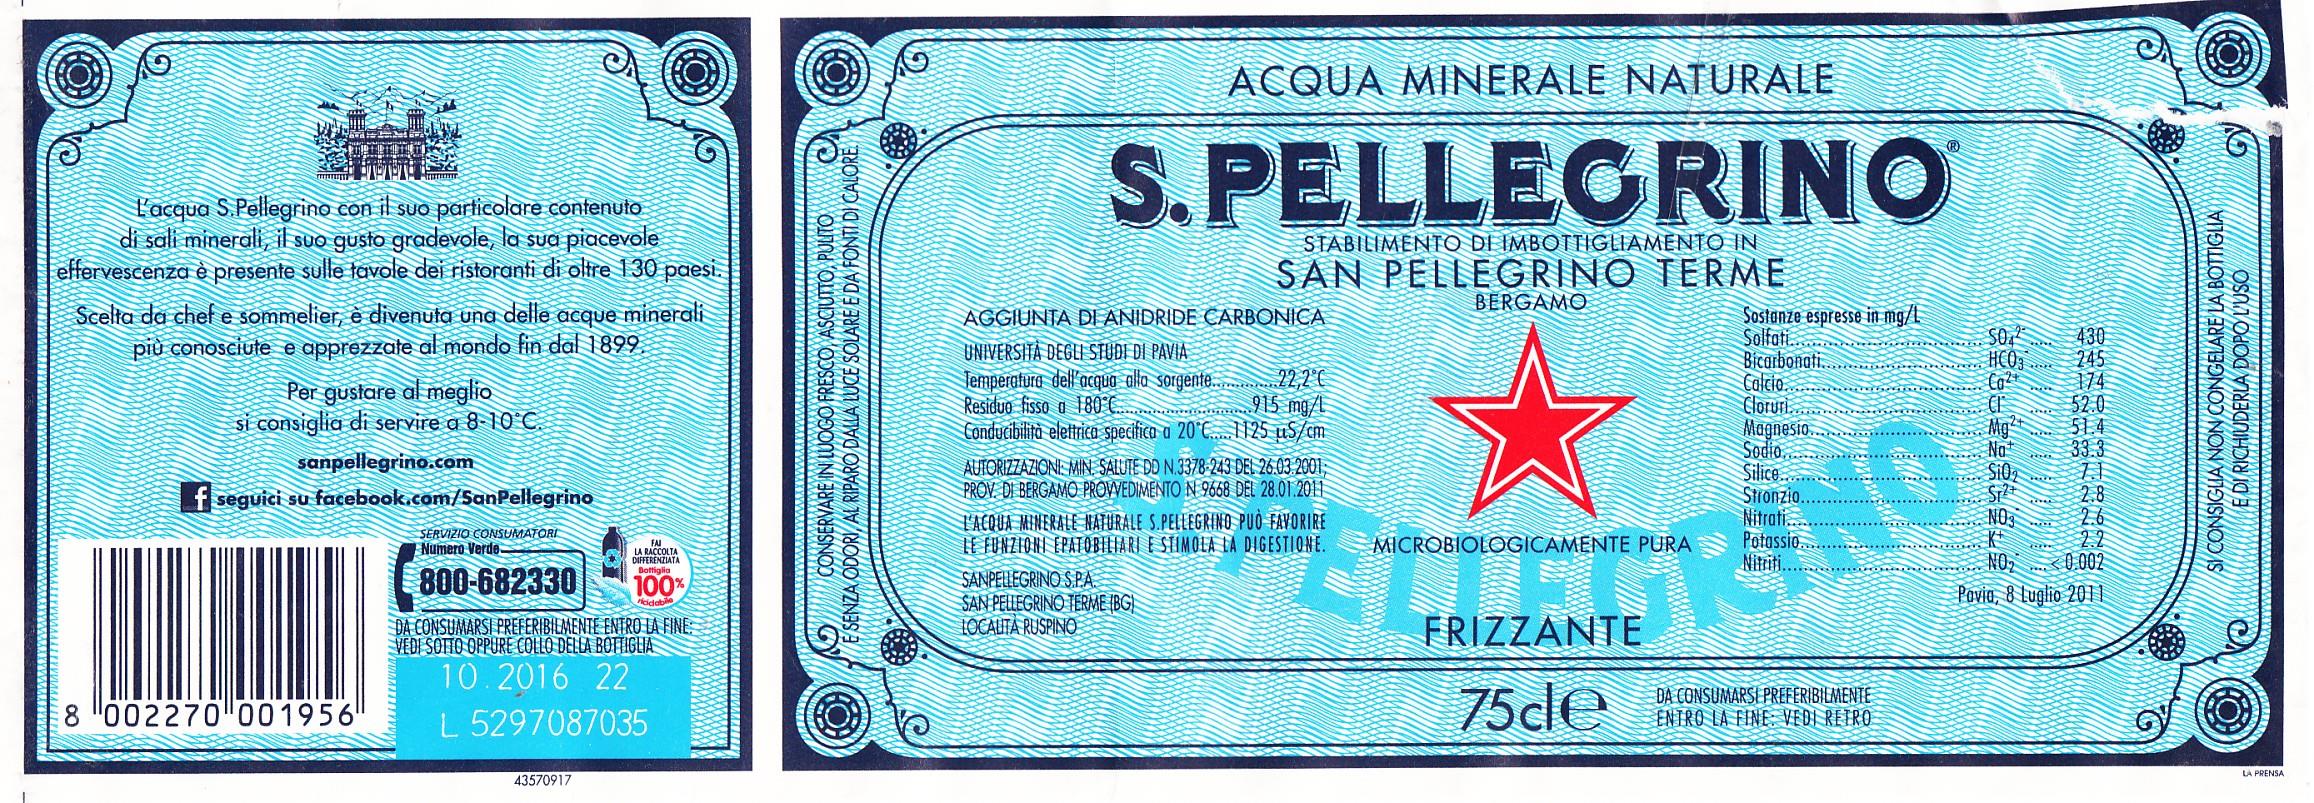 L'acqua S.Pellegrino con il suo particolare contenuto
di sali minerali, il suo gusto gradevole, la sua piacevole
effervescenza è presente sulle tavole dei ristoranti di oltre 130 paesi.
Scelta da chef e sommelier, è divenuta una delle acque minerali
più conosciute e apprezzate al mondo fin dal 1899.
Per gustare al meglio
si consiglia di servire a 8-10°C.
sanpellegrino.com
f seguici su facebook.com/SanPellegrino
SERVIZIO CONSUMATORI
Numero Verde
800-682330
FAI
LA RACCOLTA
DIFFERENZIATA
Bottiglia
100%
riciclabile
DA CONSUMARSI PREFERIBILMENTE ENTRO LA FINE:
VEDI SOTTO OPPURE COLLO DELLA BOTTIGLIA
10.2016 22
L 5297087035
8 002270 001956
43570917
CONSERVARE IN LUOGO FRESCO, ASCIUTTO, PULITO
E SENZA ODORI, AL RIPARO DALLA LUCE SOLARE E DA FONTI DI CALORE.
ACQUA MINERALE NATURALE
S.PELLEGRINO®
STABILIMENTO DI IMBOTTIGLIAMENTO IN
SAN PELLEGRINO TERME
BERGAMO
AGGIUNTA DI ANIDRIDE CARBONICA
UNIVERSITÀ DEGLI STUDI DI PAVIA
Temperatura dell'acqua alla sorgente..............22,2°C
Residuo fisso a 180°C.............................915 mg/L
Conducibilità elettrica specifica a 20°C.....1125 µS/cm
AUTORIZZAZIONI: MIN. SALUTE DD N.3378-243 DEL 26.03.2001;
PROV. DI BERGAMO PROVVEDIMENTO N 9668 DEL 28.01.2011
L'ACQUA MINERALE NATURALE S.PELLEGRINO PUÒ FAVORIRE
LE FUNZIONI EPATOBILIARI E STIMOLA LA DIGESTIONE.
SANPELLEGRINO S.P.A.
SAN PELLEGRINO TERME (BG)
LOCALITÀ RUSPINO
S.PELLEGRINO
MICROBIOLOGICAMENTE PURA
FRIZZANTE
Sostanze espresse in mg/L
Solfati.............................. SO₄²⁻ ..... 430
Bicarbonati.......................... HCO₃⁻ ..... 245
Calcio............................... Ca²⁺ ..... 174
Cloruri.............................. Cl⁻ ..... 52.0
Magnesio............................. Mg²⁺ ..... 51.4
Sodio................................ Na⁺ ..... 33.3
Silice............................... SiO₂ ..... 7.1
Stronzio............................. Sr²⁺ ..... 2.8
Nitrati.............................. NO₃⁻ ..... 2.6
Potassio............................. K⁺ ..... 2.2
Nitriti.............................. NO₂⁻ ....< 0,002
Pavia, 8 Luglio 2011
75cl e
DA CONSUMARSI PREFERIBILMENTE
ENTRO LA FINE: VEDI RETRO
SI CONSIGLIA NON CONGELARE LA BOTTIGLIA
E DI RICHIUDERLA DOPO L'USO
LA PRENSA